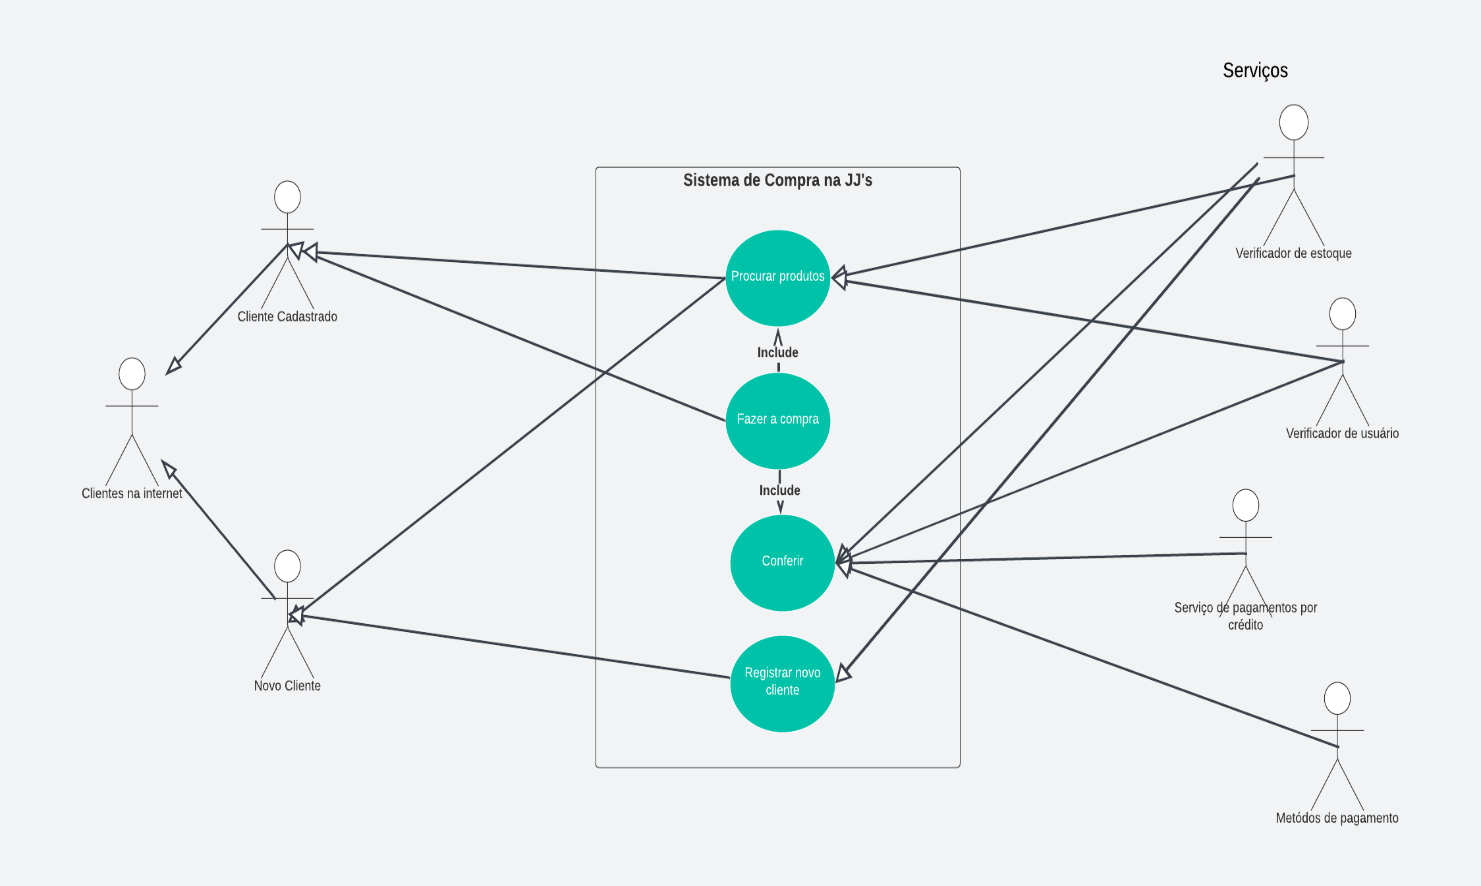 Serviços
Sistema de Compra na JJ's
Verificador de estoque
Procurar produtos
Cliente Cadastrado
Include
Fazer a compra
Verificador de usuário
Include
Clientes na internet
Conferir
Serviço de pagamentos por
crédito
Registrar novo
cliente
Novo Cliente
Metódos de pagamento